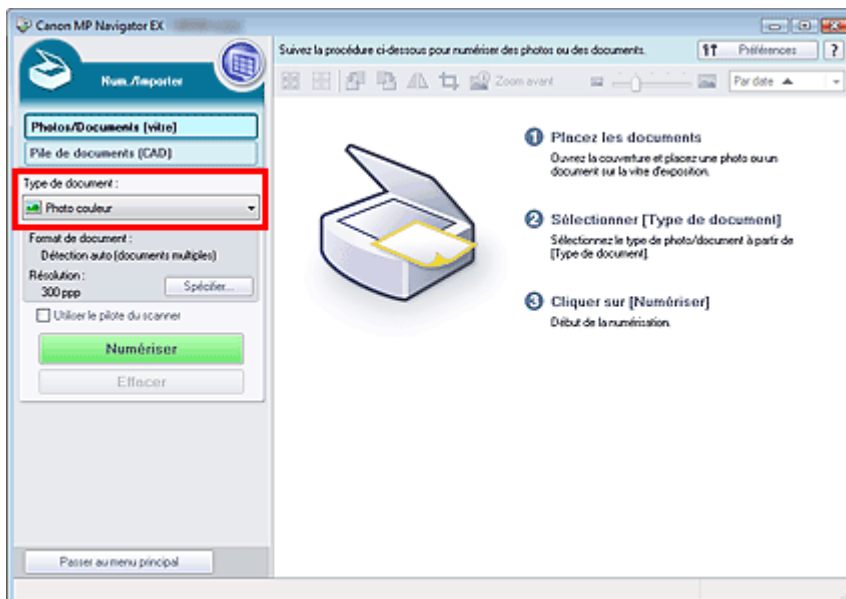 Canon MP Navigator EX
Num./Importer
Photos/Documents (vitre)
Pile de documents (CAD)
Type de document :
Photo couleur
Format de document :
Détection auto (documents multiples)
Résolution :
300 ppp
Spécifier...
Utiliser le pilote du scanner
Numériser
Effacer
Passer au menu principal
Suivez la procédure ci-dessous pour numériser des photos ou des documents.
Préférences
?
Zoom avant
Par date
1 Placez les documents
Ouvrez la couverture et placez une photo ou un
document sur la vitre d'exposition.
2 Sélectionner [Type de document]
Sélectionnez le type de photo/document à partir de
[Type de document].
3 Cliquer sur [Numériser]
Début de la numérisation.